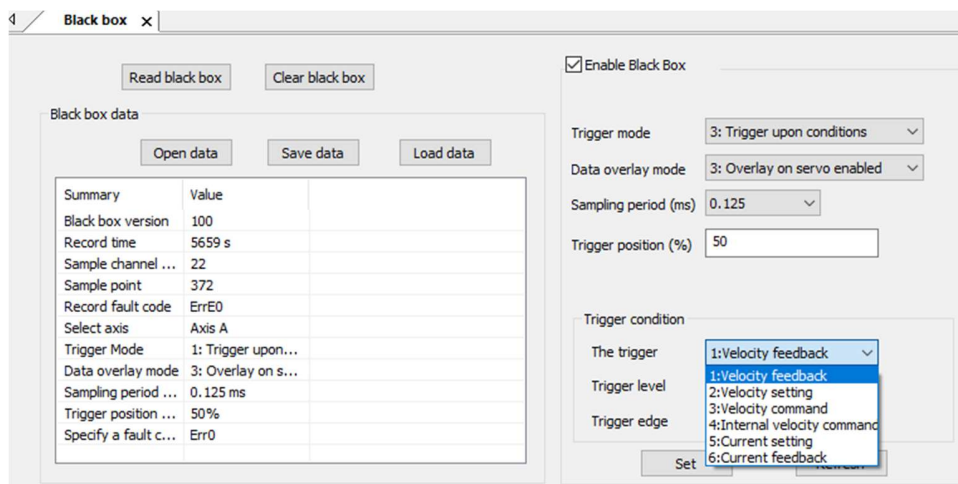 Black box x
Read black box Clear black box
Black box data
Open data Save data Load data
Summary Value
Black box version 100
Record time 5659 s
Sample channel ... 22
Sample point 372
Record fault code ErrE0
Select axis Axis A
Trigger Mode 1: Trigger upon...
Data overlay mode 3: Overlay on s...
Sampling period ... 0.125 ms
Trigger position ... 50%
Specify a fault c... Err0
Enable Black Box
Trigger mode 3: Trigger upon conditions
Data overlay mode 3: Overlay on servo enabled
Sampling period (ms) 0.125
Trigger position (%) 50
Trigger condition
The trigger 1:Velocity feedback
1:Velocity feedback
Trigger level 2:Velocity setting
3:Velocity command
Trigger edge 4:Internal velocity command
5:Current setting
6:Current feedback
Set